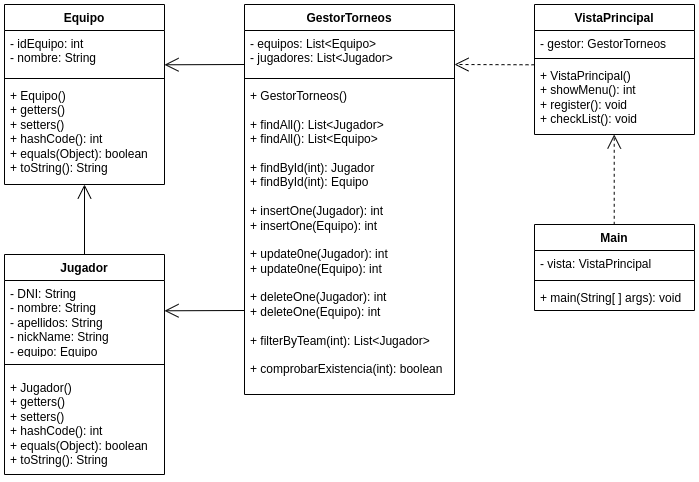 Equipo
- idEquipo: int
- nombre: String
+ Equipo()
+ getters()
+ setters()
+ hashCode(): int
+ equals(Object): boolean
+ toString(): String
Jugador
- DNI: String
- nombre: String
- apellidos: String
- nickName: String
- equipo: Equipo
+ Jugador()
+ getters()
+ setters()
+ hashCode(): int
+ equals(Object): boolean
+ toString(): String
GestorTorneos
- equipos: List<Equipo>
- jugadores: List<Jugador>
+ GestorTorneos()
+ findAll(): List<Jugador>
+ findAll(): List<Equipo>
+ findById(int): Jugador
+ findById(int): Equipo
+ insertOne(Jugador): int
+ insertOne(Equipo): int
+ update0ne(Jugador): int
+ update0ne(Equipo): int
+ deleteOne(Jugador): int
+ deleteOne(Equipo): int
+ filterByTeam(int): List<Jugador>
+ comprobarExistencia(int): boolean
VistaPrincipal
- gestor: GestorTorneos
+ VistaPrincipal()
+ showMenu(): int
+ register(): void
+ checkList(): void
Main
- vista: VistaPrincipal
+ main(String[ ] args): void